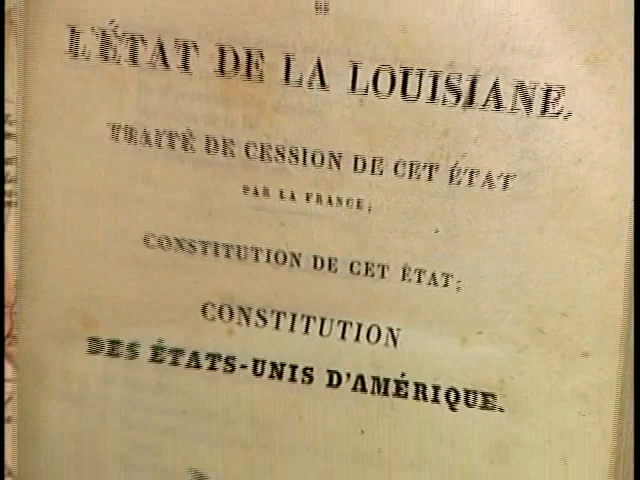 DE
L'ÉTAT DE LA LOUISIANE.
TRAITÉ DE CESSION DE CET ÉTAT
PAR LA FRANCE;
CONSTITUTION DE CET ÉTAT;
CONSTITUTION
DES ÉTATS-UNIS D'AMÉRIQUE.